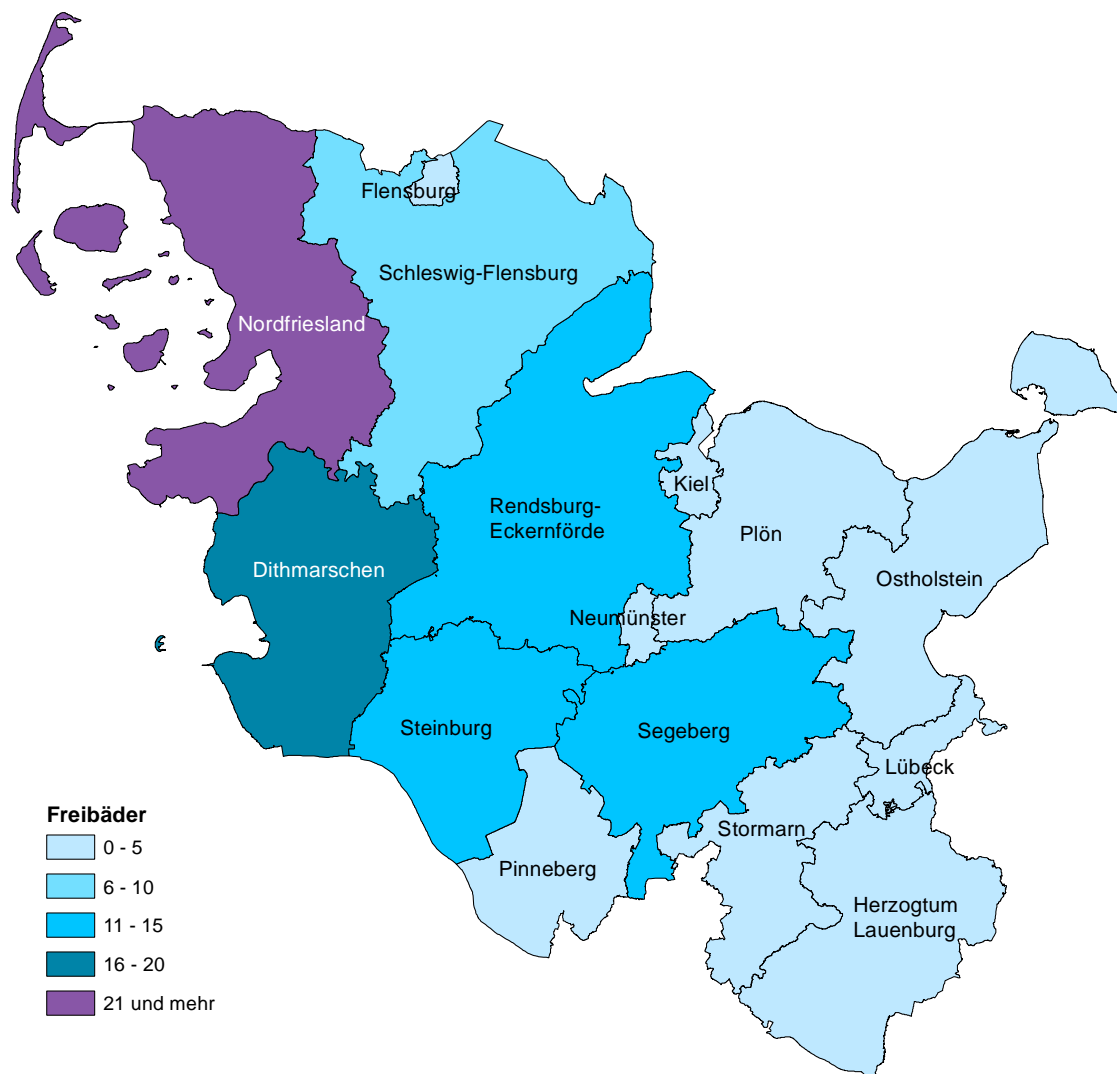 Flensburg
Schleswig-Flensburg
Nordfriesland
Kiel
Rendsburg-
Eckernförde
Plön
Dithmarschen
Ostholstein
Neumünster
Steinburg
Segeberg
Lübeck
Stormarn
Pinneberg
Herzogtum
Lauenburg
Freibäder
0 - 5
6 - 10
11 - 15
16 - 20
21 und mehr